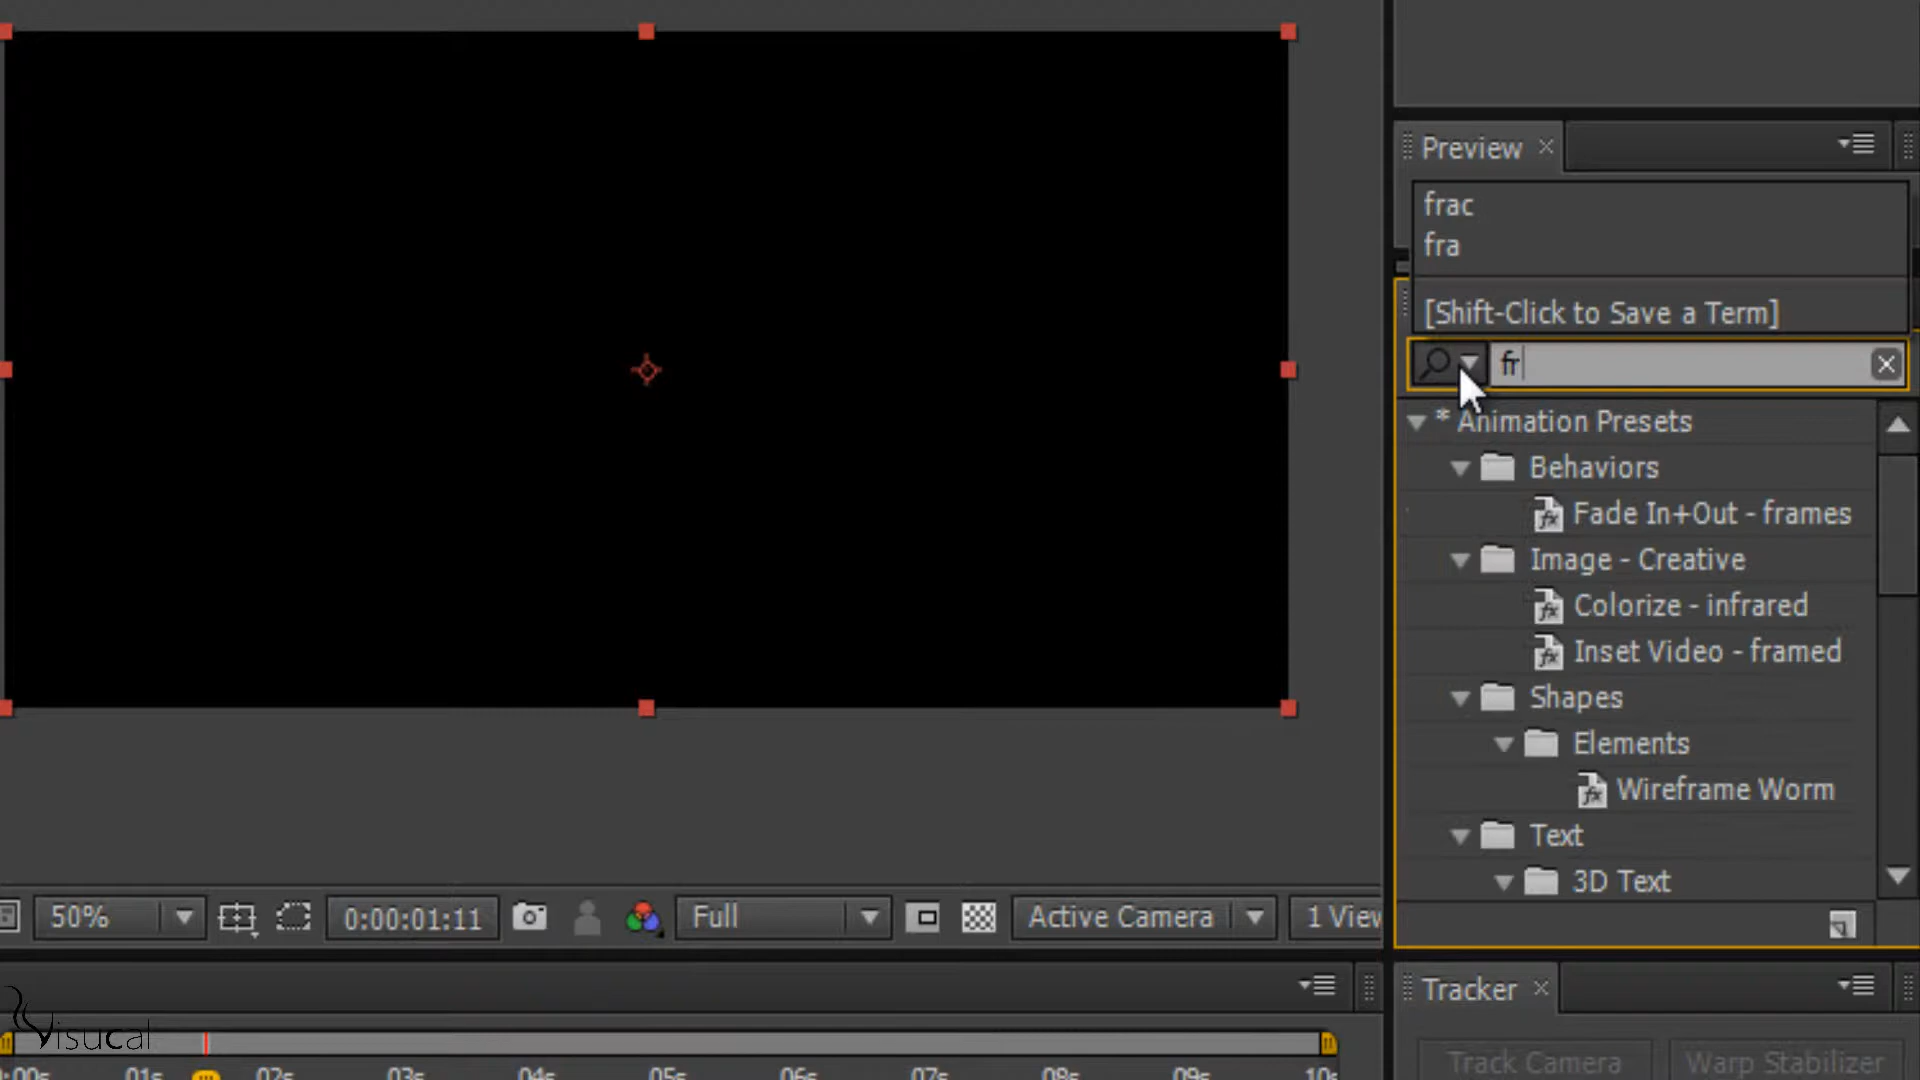 Preview
frac
fra
[Shift-Click to Save a Term]
fr
* Animation Presets
Behaviors
Fade In+Out - frames
Image - Creative
Colorize - infrared
Inset Video - framed
Shapes
Elements
Wireframe Worm
Text
3D Text
50%
0:00:01:11
Full
Active Camera
1 View
Tracker
Visucal
:00s 01s 02s 03s 04s 05s 06s 07s 08s 09s 10s
Track Camera
Warp Stabilizer